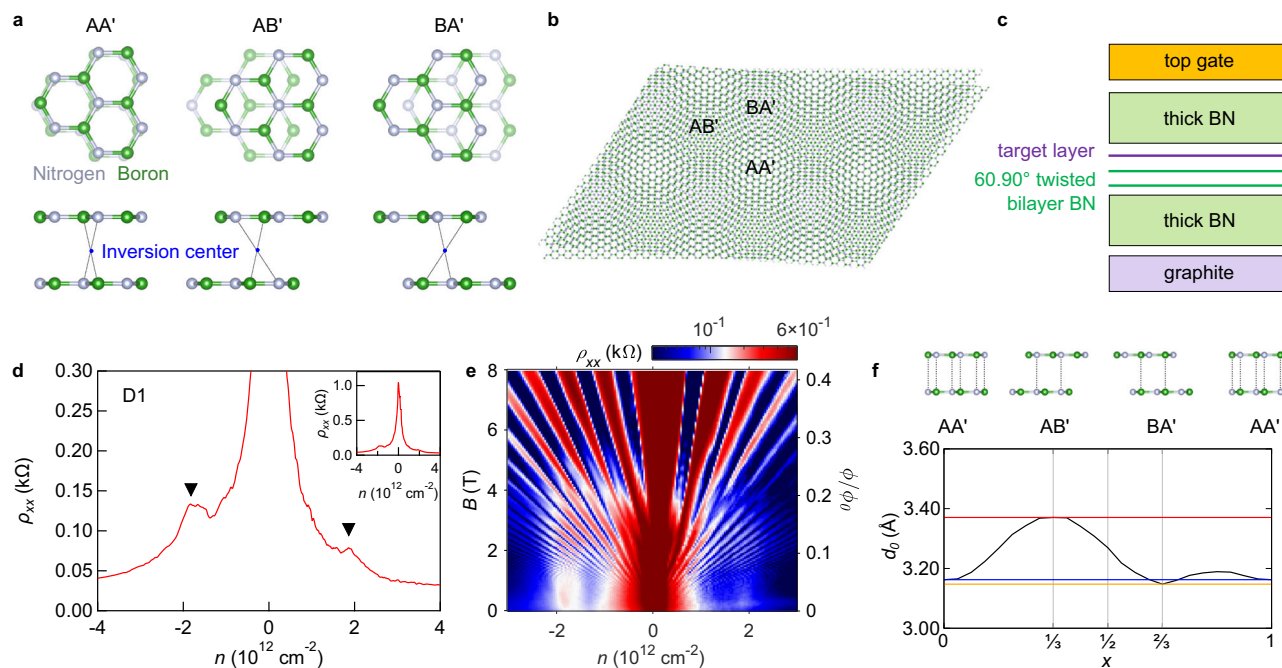 a
AA'
AB'
BA'
Nitrogen Boron
Inversion center
b
BA'
AB'
AA'
c
top gate
thick BN
target layer
60.90° twisted
bilayer BN
thick BN
graphite
d
D1
ρxx (kΩ)
0.30
0.25
0.20
0.15
0.10
0.05
0.00
-4
-2
0
2
4
n (10¹² cm⁻²)
ρxx (kΩ)
1.0
0.5
0.0
-4
0
4
n (10¹² cm⁻²)
e
ρxx (kΩ)
10⁻¹
6×10⁻¹
B (T)
8
6
4
2
0
-2
0
2
n (10¹² cm⁻²)
0.4
0.3
0.2
0.1
0
ϕ/ϕ₀
f
AA'
AB'
BA'
AA'
d₀ (Å)
3.60
3.40
3.20
3.00
0
⅓
½
⅔
1
x